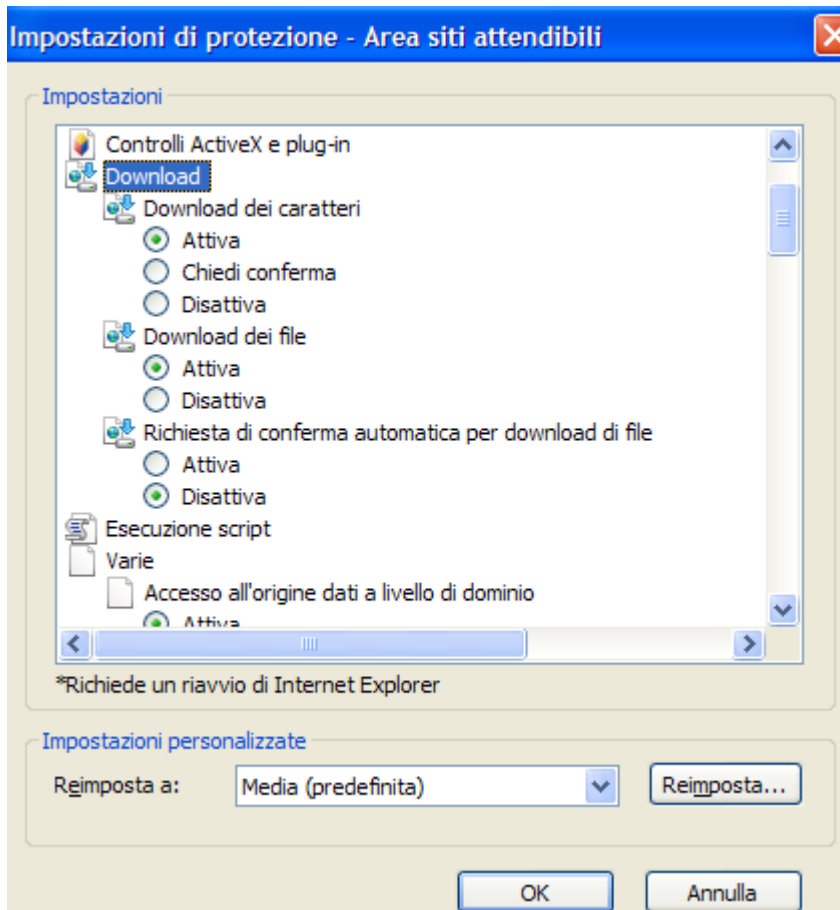 Impostazioni di protezione - Area siti attendibili
Impostazioni
Controlli ActiveX e plug-in
Download
Download dei caratteri
Attiva
Chiedi conferma
Disattiva
Download dei file
Attiva
Disattiva
Richiesta di conferma automatica per download di file
Attiva
Disattiva
Esecuzione script
Varie
Accesso all'origine dati a livello di dominio
Attiva
*Richiede un riavvio di Internet Explorer
Impostazioni personalizzate
Reimposta a:
Media (predefinita)
Reimposta...
OK
Annulla